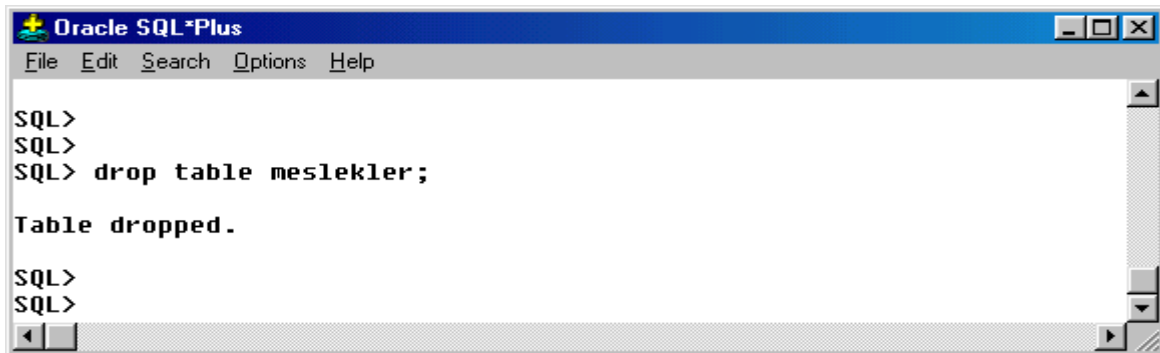 Oracle SQL*Plus
File Edit Search Options Help
SQL>
SQL>
SQL> drop table meslekler;
Table dropped.
SQL>
SQL>